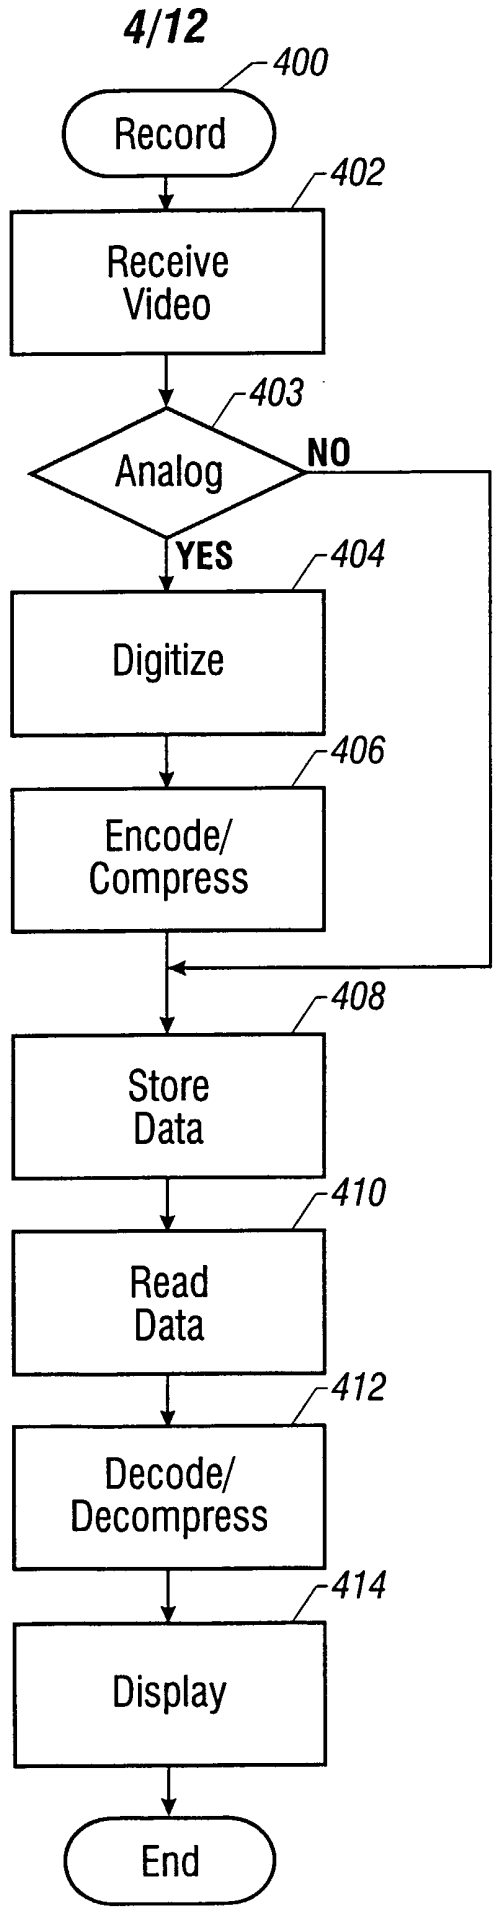 4/12
400
Record
402
Receive
Video
403
Analog
NO
YES
404
Digitize
406
Encode/
Compress
408
Store
Data
410
Read
Data
412
Decode/
Decompress
414
Display
End